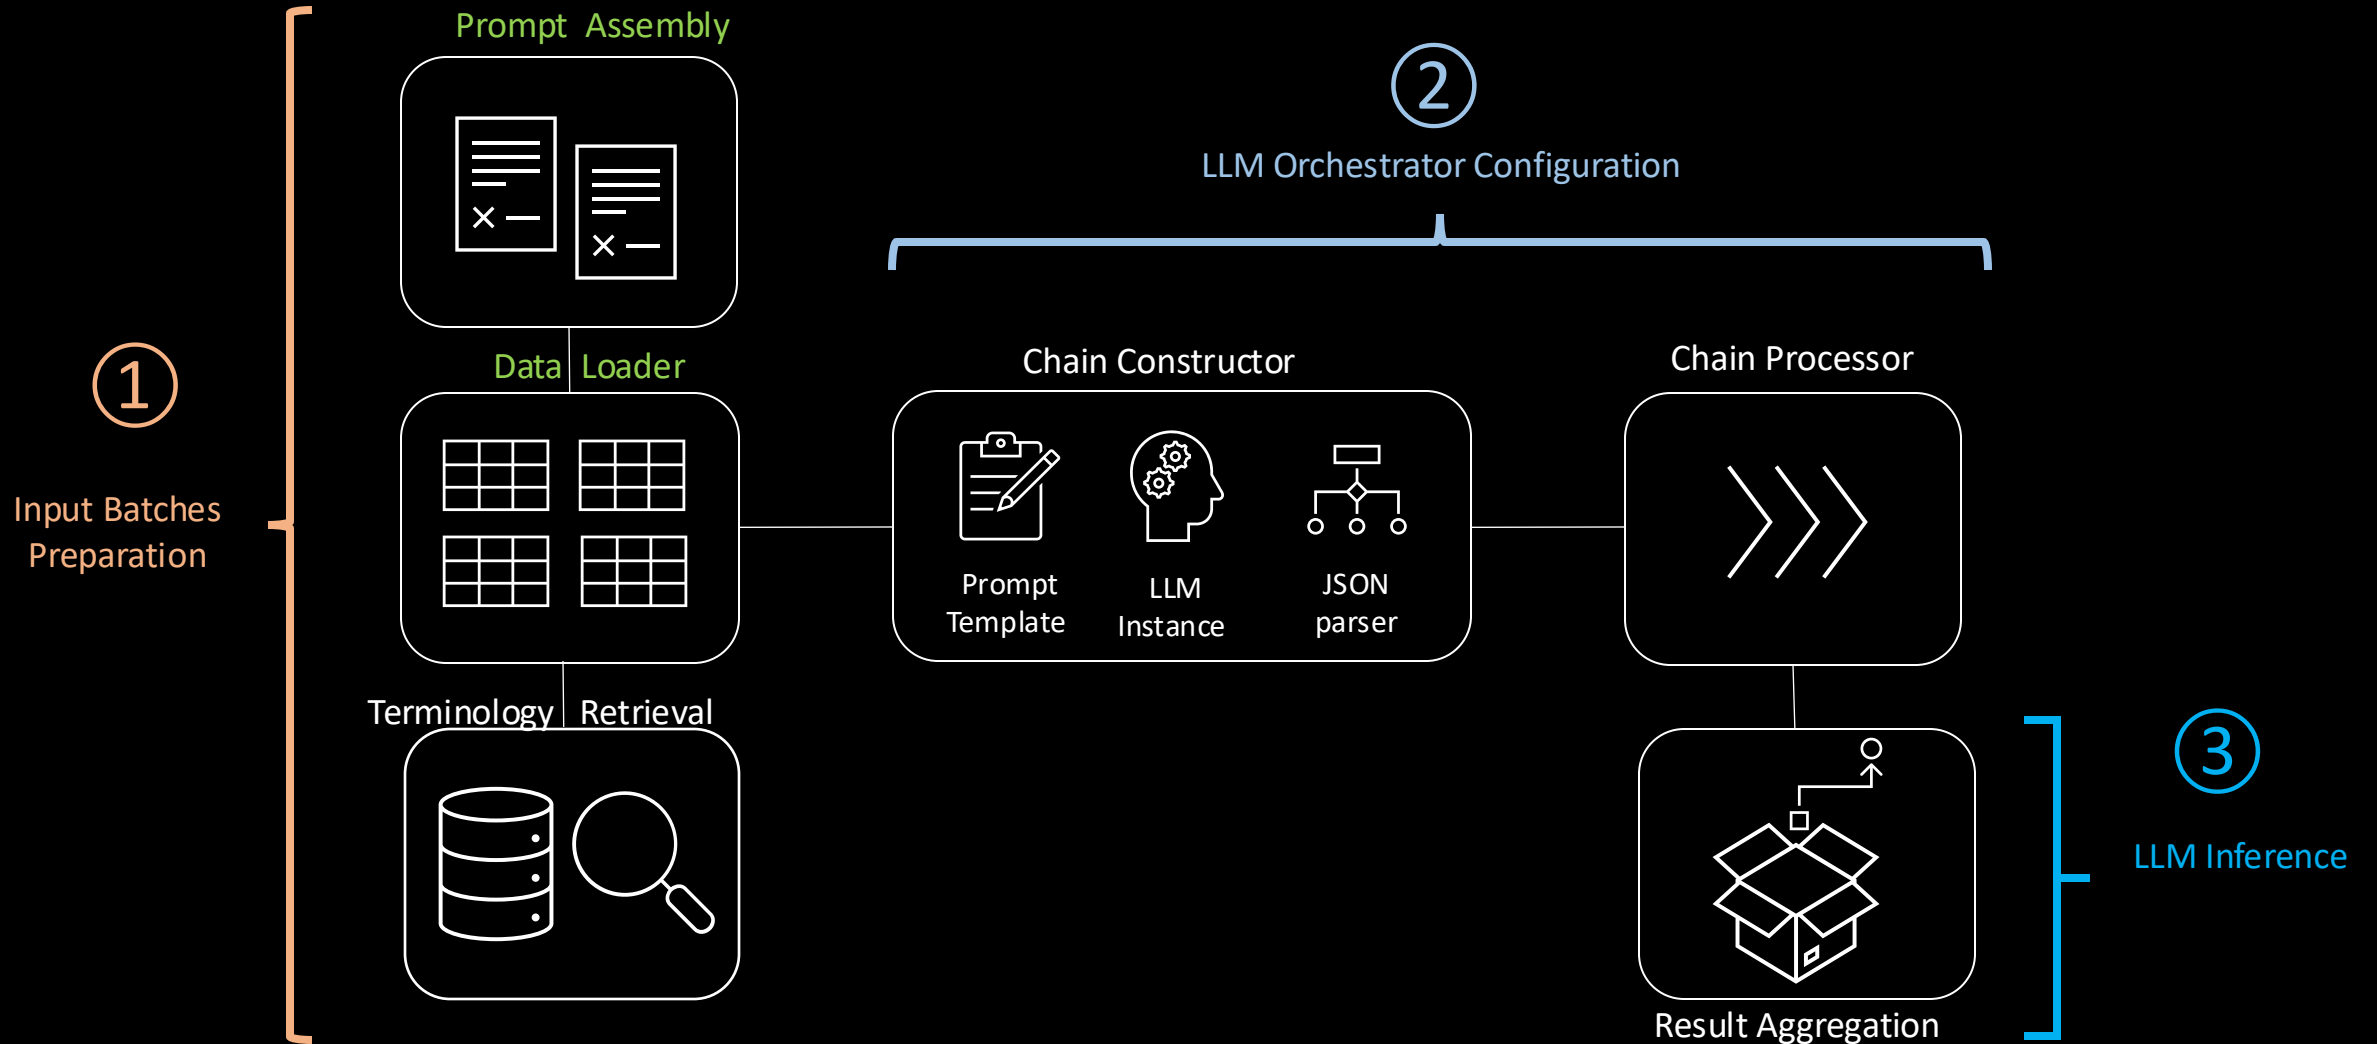 ①
Input Batches
Preparation
Prompt Assembly
Data Loader
Terminology Retrieval
②
LLM Orchestrator Configuration
Chain Constructor
Prompt
Template
LLM
Instance
JSON
parser
Chain Processor
③
LLM Inference
Result Aggregation